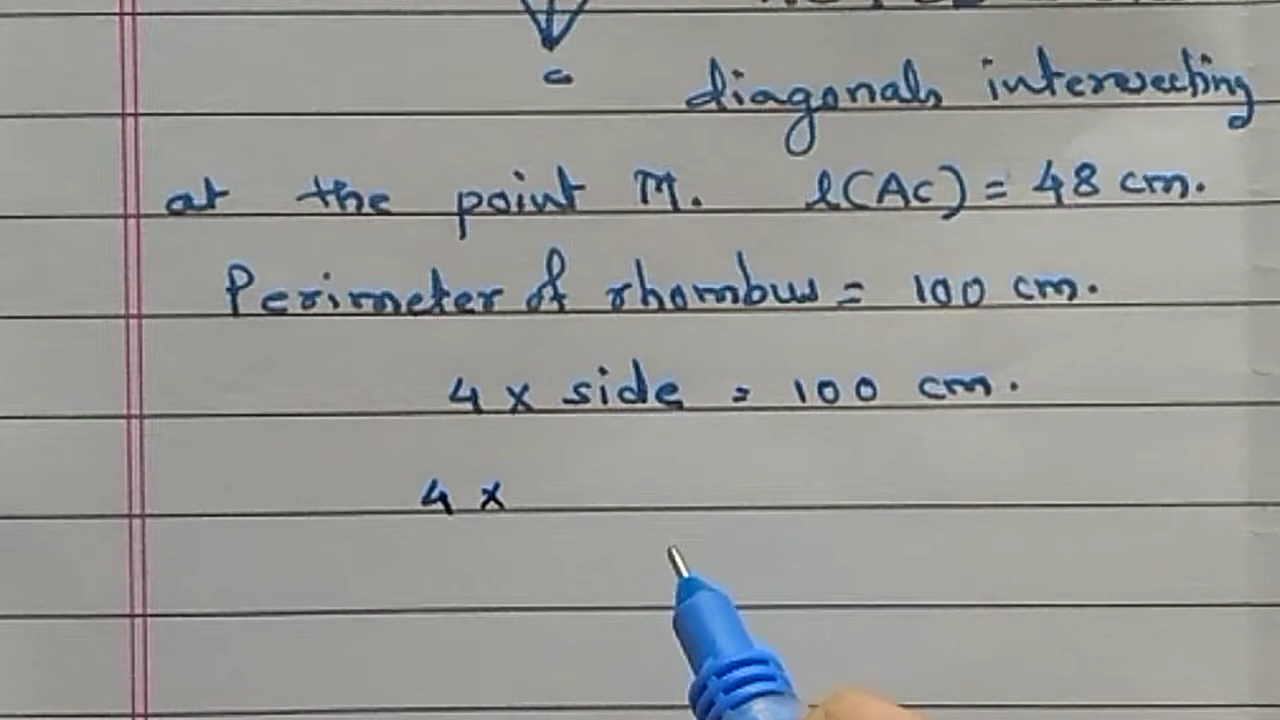 c
diagonals intersecting
at the point M. l(AC) = 48 cm.
Perimeter of rhombus = 100 cm.
4 x side = 100 cm.
4 x